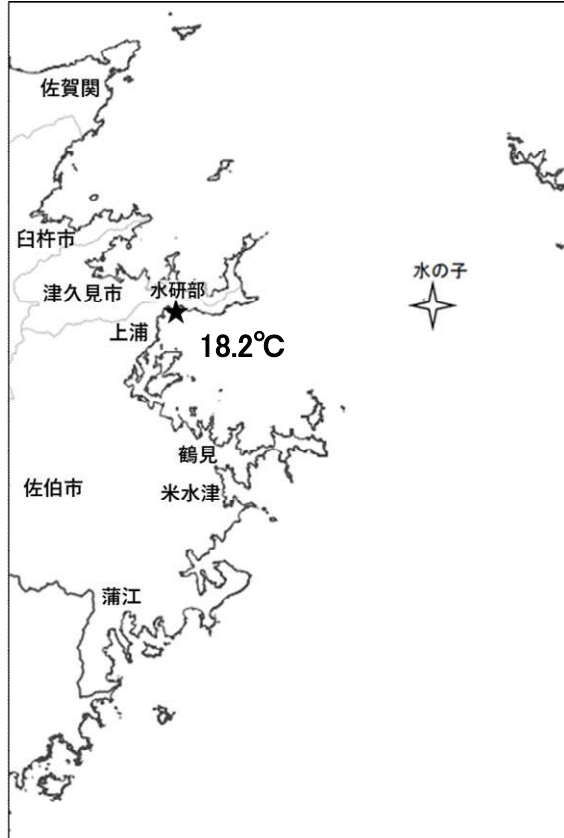 佐賀関
臼杵市
水の子
津久見市
水研部
上浦
18.2℃
鶴見
佐伯市
米水津
蒲江